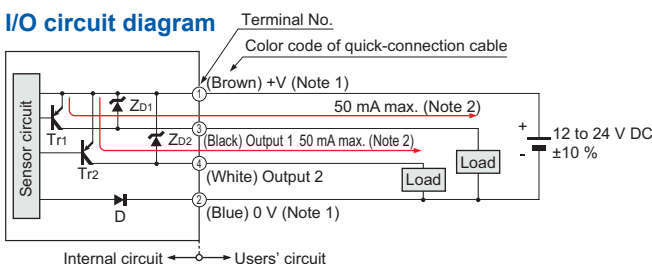 I/O circuit diagram
Terminal No.
Color code of quick-connection cable
1
(Brown) +V (Note 1)
50 mA max. (Note 2)
ZD1
Tr1
3
(Black) Output 1 50 mA max. (Note 2)
ZD2
Tr2
4
(White) Output 2
Load
Load
+
-
12 to 24 V DC
±10 %
Sensor circuit
D
2
(Blue) 0 V (Note 1)
Internal circuit
Users' circuit